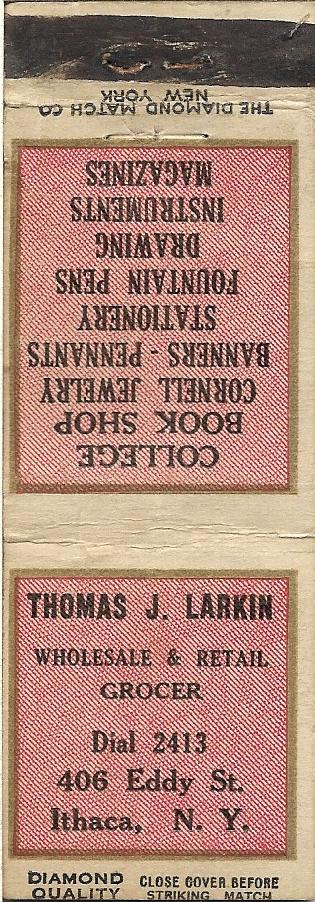 THE DIAMOND MATCH CO.
NEW YORK
COLLEGE
BOOK SHOP
CORNELL JEWELRY
BANNERS - PENNANTS
STATIONERY
FOUNTAIN PENS
DRAWING
INSTRUMENTS
MAGAZINES
THOMAS J. LARKIN
WHOLESALE & RETAIL
GROCER
Dial 2413
406 Eddy St.
Ithaca, N. Y.
DIAMOND
QUALITY
CLOSE COVER BEFORE
STRIKING MATCH